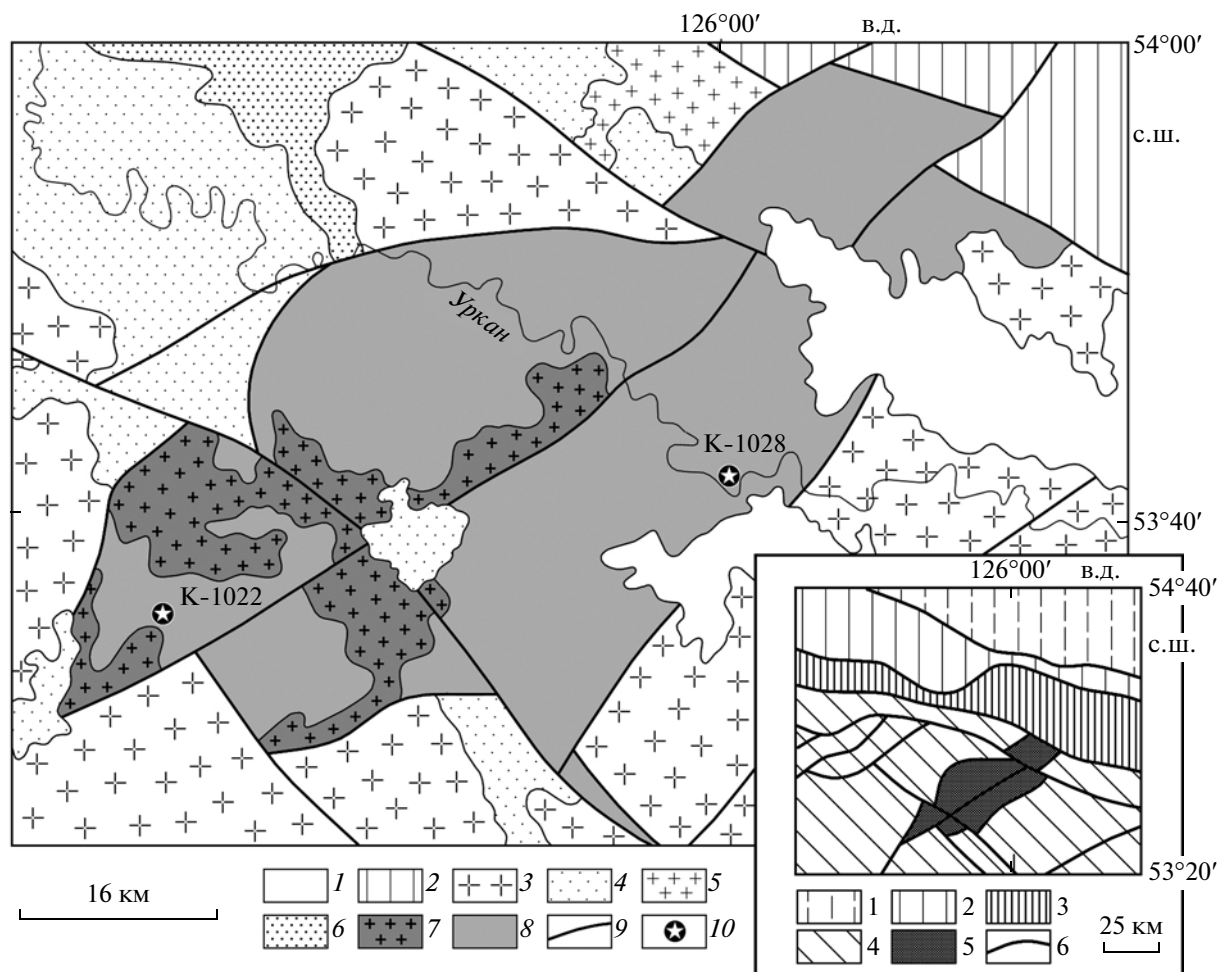 126°00′ в.д.
54°00′
с.ш.
Уркан
К-1028
53°40′
К-1022
126°00′ в.д.
54°40′
с.ш.
53°20′
16 км
1 2 3 4 5
6 7 8 9 10
1 2 3
4 5 6
25 км